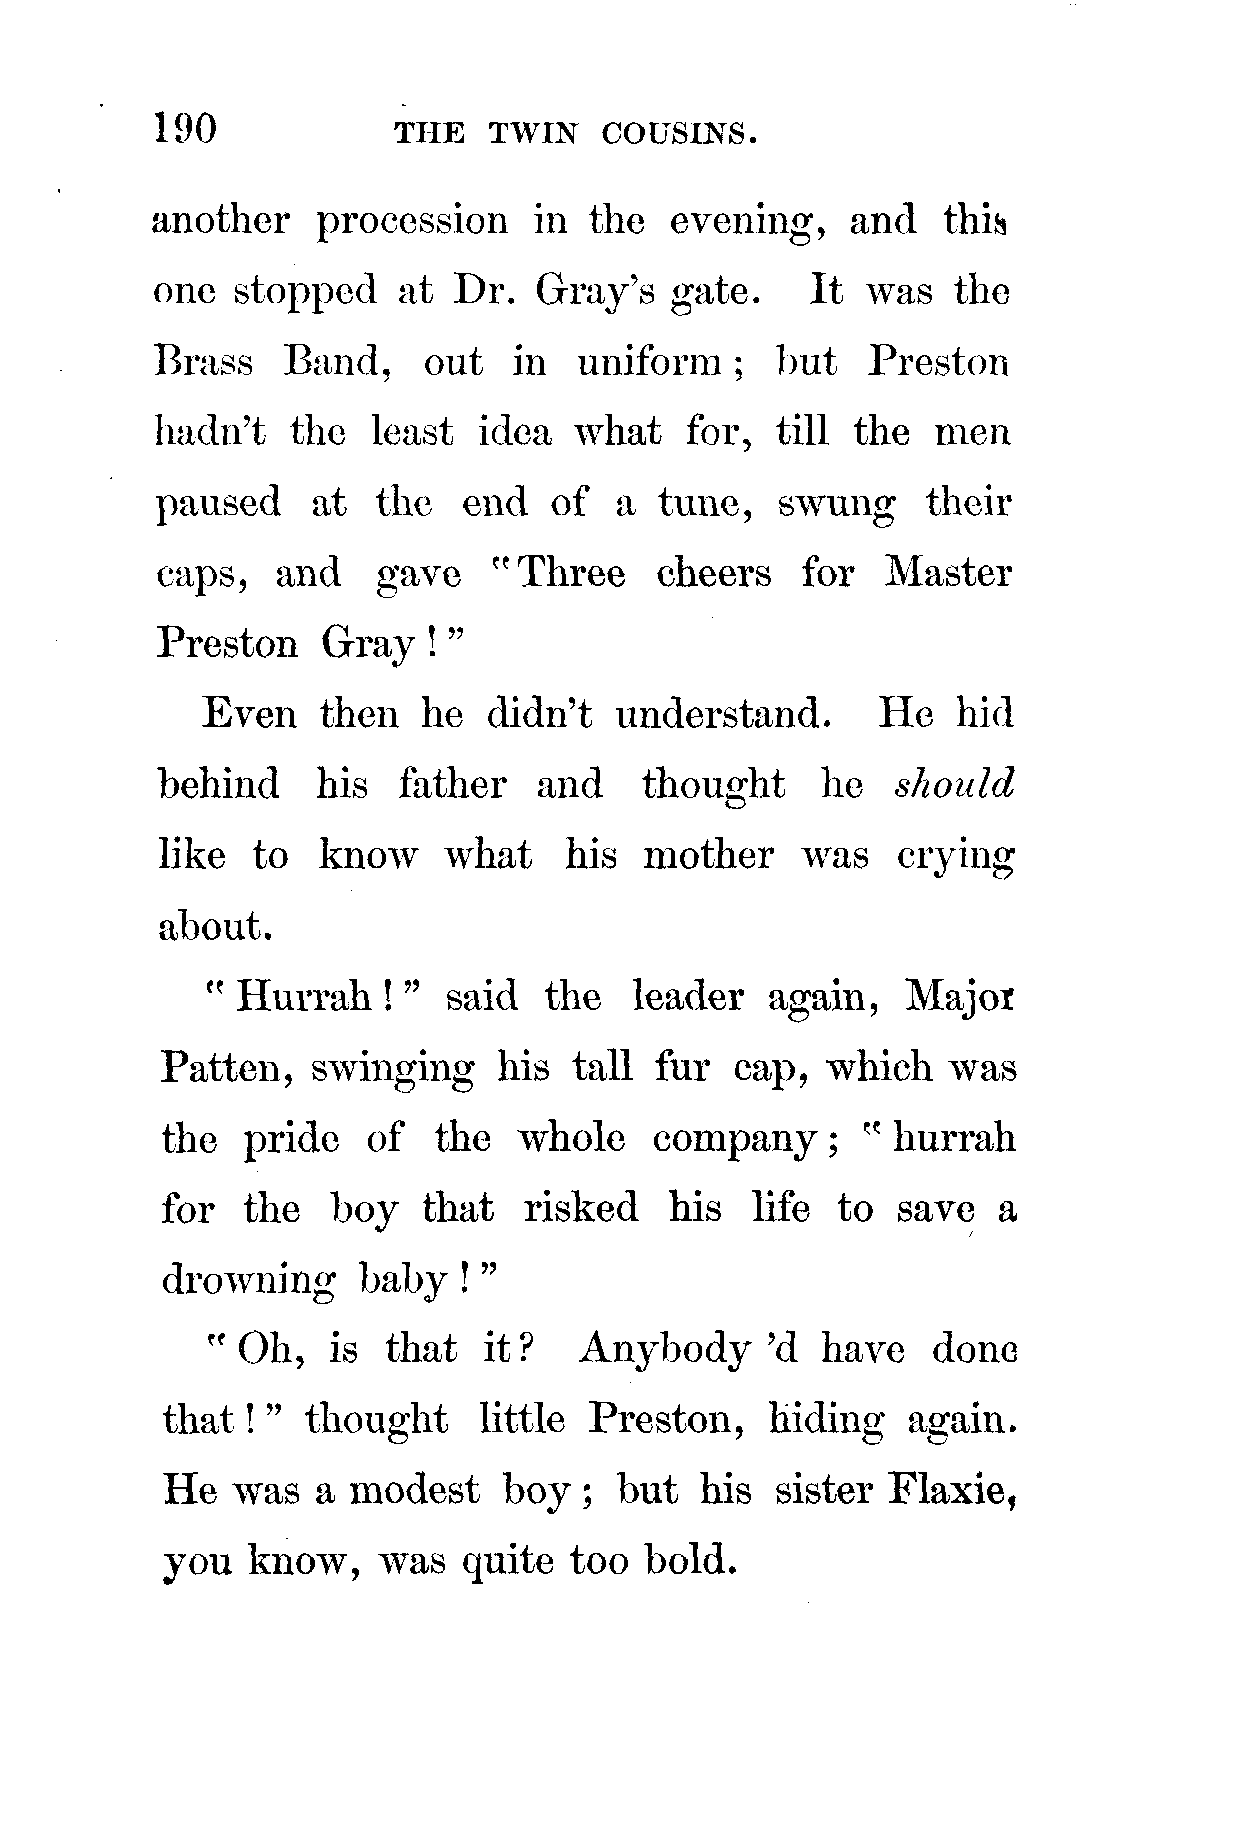 190 THE TWIN COUSINS.
another procession in the evening, and this
one stopped at Dr. Gray's gate. It was the
Brass Band, out in uniform; but Preston
hadn't the least idea what for, till the men
paused at the end of a tune, swung their
caps, and gave "Three cheers for Master
Preston Gray!"
Even then he didn't understand. He hid
behind his father and thought he should
like to know what his mother was crying
about.
"Hurrah!" said the leader again, Major
Patten, swinging his tall fur cap, which was
the pride of the whole company; "hurrah
for the boy that risked his life to save a
drowning baby!"
"Oh, is that it? Anybody 'd have done
that!" thought little Preston, hiding again.
He was a modest boy; but his sister Flaxie,
you know, was quite too bold.